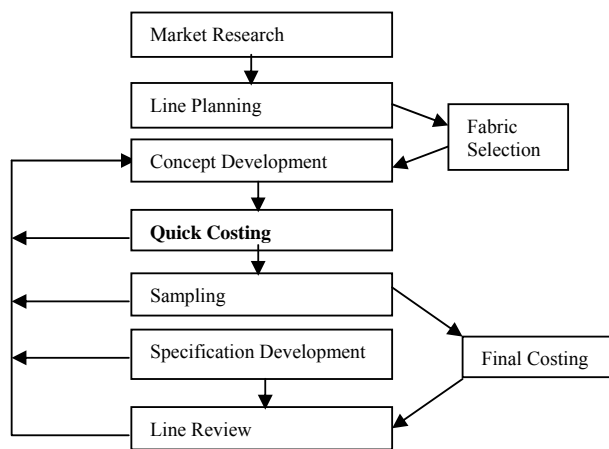 Market Research
Line Planning
Fabric
Selection
Concept Development
Quick Costing
Sampling
Specification Development
Final Costing
Line Review